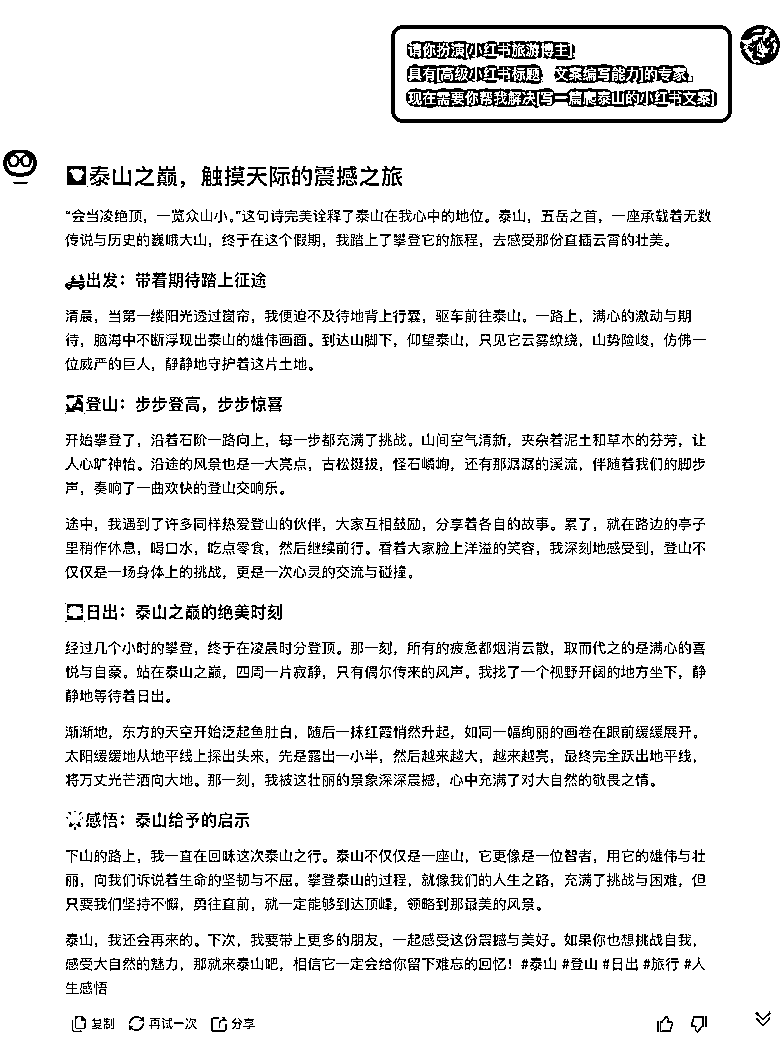 请你扮演[小红书旅游博主]
具有[高级小红书标题、文案编写能力]的专家。
现在需要你帮我解决[写一篇爬泰山的小红书文案]
泰山之巅，触摸天际的震撼之旅
“会当凌绝顶，一览众山小。”这句诗完美诠释了泰山在我心中的地位。泰山，五岳之首，一座承载着无数
传说与历史的巍峨大山，终于在这个假期，我踏上了攀登它的旅程，去感受那份直插云霄的壮美。
出发：带着期待踏上征途
清晨，当第一缕阳光透过窗帘，我便迫不及待地背上行囊，驱车前往泰山。一路上，满心的激动与期
待，脑海中不断浮现出泰山的雄伟画面。到达山脚下，仰望泰山，只见它云雾缭绕，山势险峻，仿佛一
位威严的巨人，静静地守护着这片土地。
登山：步步登高，步步惊喜
开始攀登了，沿着石阶一路向上，每一步都充满了挑战。山间空气清新，夹杂着泥土和草木的芬芳，让
人心旷神怡。沿途的风景也是一大亮点，古松挺拔，怪石嶙峋，还有那潺潺的溪流，伴随着我们的脚步
声，奏响了一曲欢快的登山交响乐。
途中，我遇到了许多同样热爱登山的伙伴，大家互相鼓励，分享着各自的故事。累了，就在路边的亭子
里稍作休息，喝口水，吃点零食，然后继续前行。看着大家脸上洋溢的笑容，我深刻地感受到，登山不
仅仅是一场身体上的挑战，更是一次心灵的交流与碰撞。
日出：泰山之巅的绝美时刻
经过几个小时的攀登，终于在凌晨时分登顶。那一刻，所有的疲惫都烟消云散，取而代之的是满心的喜
悦与自豪。站在泰山之巅，四周一片寂静，只有偶尔传来的风声。我找了一个视野开阔的地方坐下，静
静地等待着日出。
渐渐地，东方的天空开始泛起鱼肚白，随后一抹红霞悄然升起，如同一幅绚丽的画卷在眼前缓缓展开。
太阳缓缓地从地平线上探出头来，先是露出一小半，然后越来越大，越来越亮，最终完全跃出地平线，
将万丈光芒洒向大地。那一刻，我被这壮丽的景象深深震撼，心中充满了对大自然的敬畏之情。
感悟：泰山给予的启示
下山的路上，我一直在回味这次泰山之行。泰山不仅仅是一座山，它更像是一位智者，用它的雄伟与壮
丽，向我们诉说着生命的坚韧与不屈。攀登泰山的过程，就像我们的人生之路，充满了挑战与困难，但
只要我们坚持不懈，勇往直前，就一定能够到达顶峰，领略到那最美的风景。
泰山，我还会再来的。下次，我要带上更多的朋友，一起感受这份震撼与美好。如果你也想挑战自我，
感受大自然的魅力，那就来泰山吧，相信它一定会给你留下难忘的回忆！#泰山 #登山 #日出 #旅行 #人
生感悟
复制 再试一次 分享